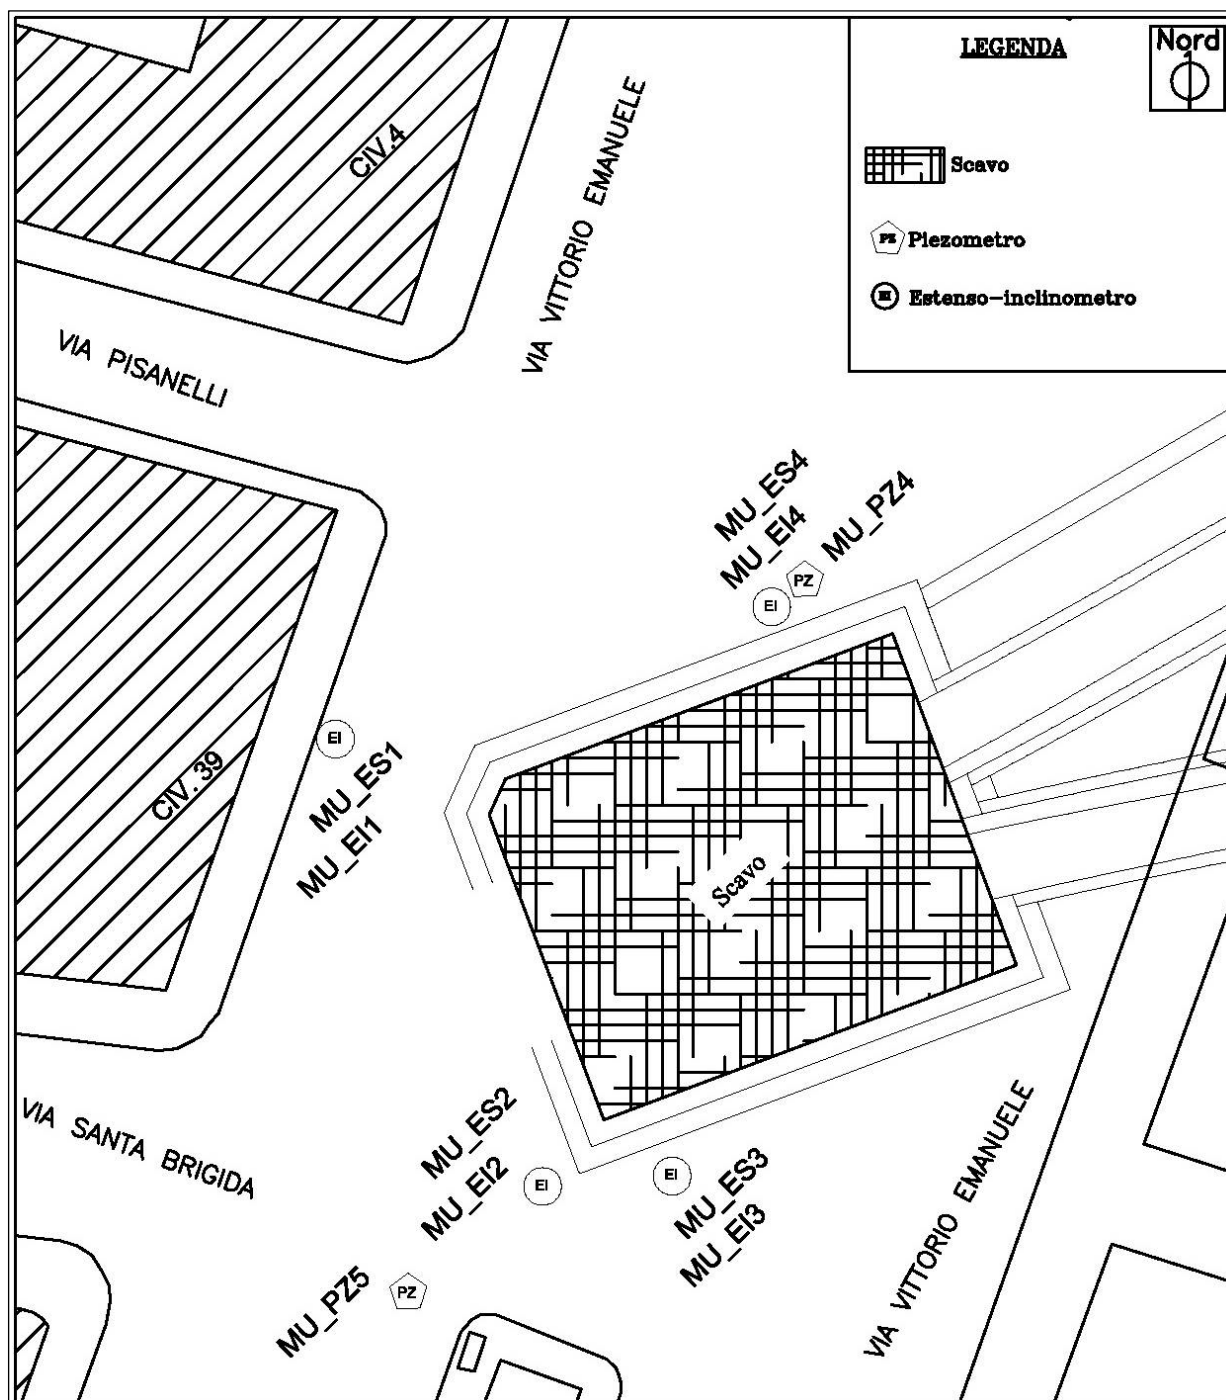 LEGENDA
Nord
Scavo
PZ Piezometro
EI Estenso-inclinometro
CIV.4
VIA VITTORIO EMANUELE
VIA PISANELLI
MU_ES4
MU_EI4
MU_PZ4
PZ
EI
EI
MU_ES1
MU_EI1
CIV. 39
Scavo
VIA SANTA BRIGIDA
MU_ES2
MU_EI2
EI
EI
MU_ES3
MU_EI3
MU_PZ5
PZ
VIA VITTORIO EMANUELE